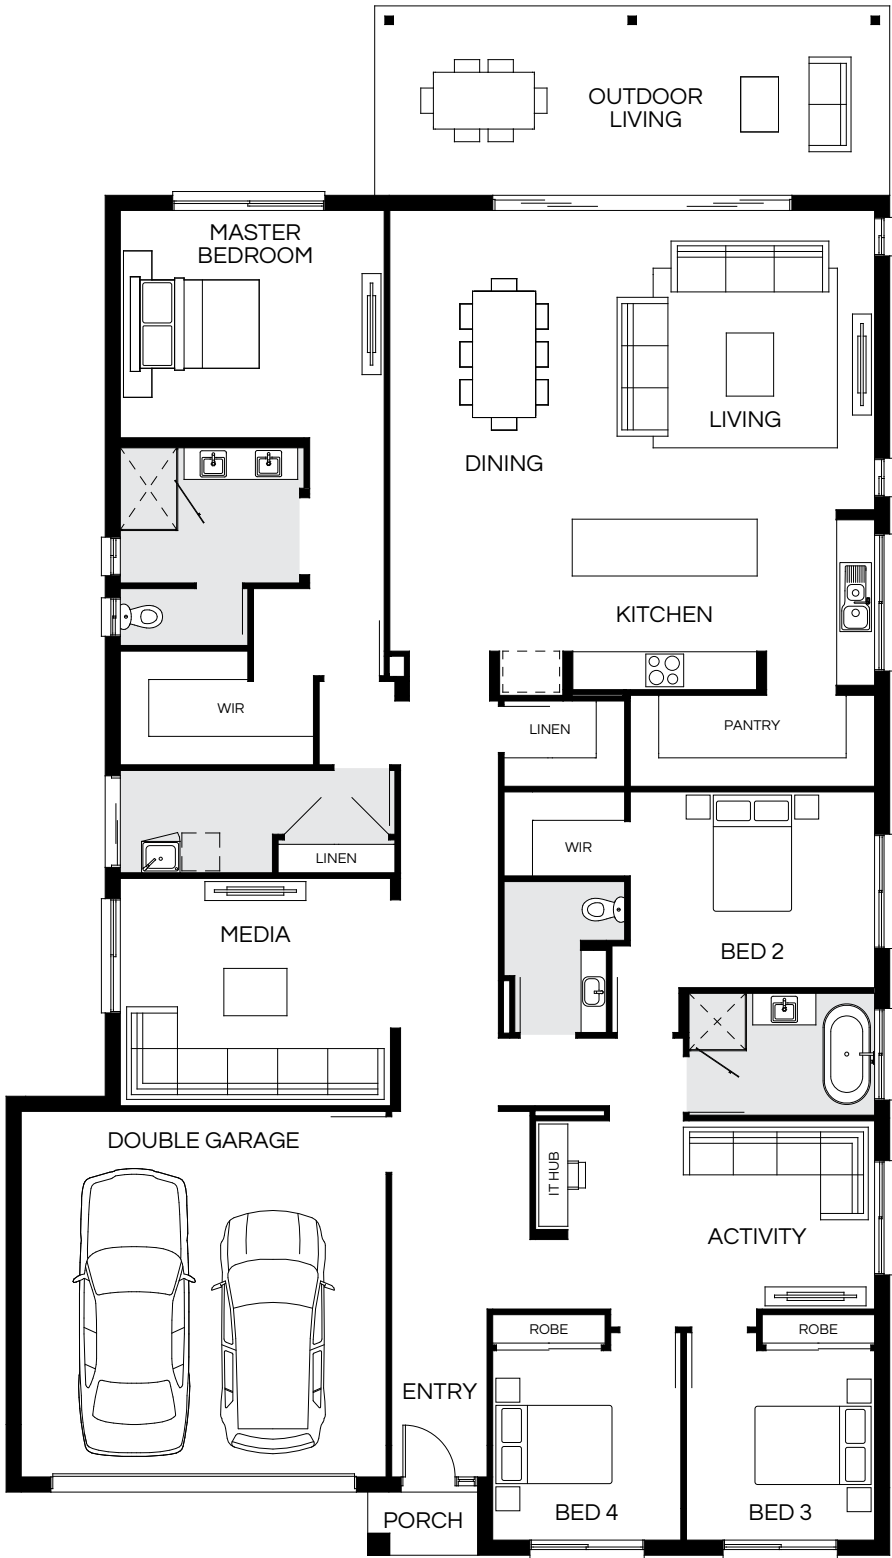 OUTDOOR
LIVING
MASTER
BEDROOM
LIVING
DINING
KITCHEN
WIR
LINEN
PANTRY
WIR
LINEN
MEDIA
BED 2
DOUBLE GARAGE
IT HUB
ACTIVITY
ROBE
ROBE
ENTRY
BED 4
BED 3
PORCH